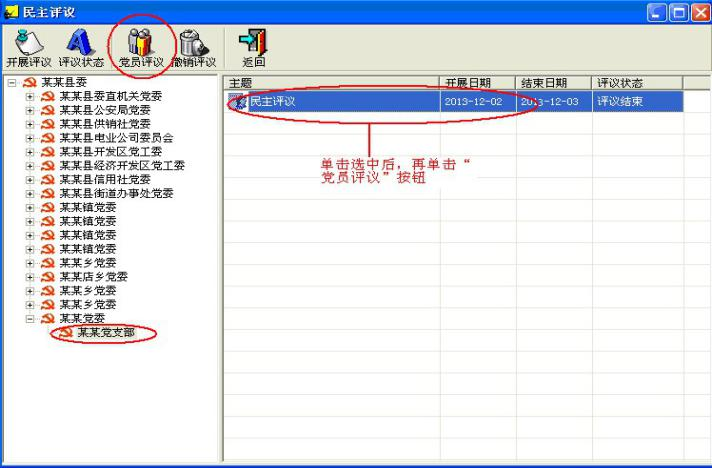 民主评议
开展评议 评议状态 党员评议 撤销评议 返回
某某县委
某某县委直机关党委
某某县公安局党委
某某县供销社党委
某某县电业公司委员会
某某县开发区党工委
某某县经济开发区党工委
某某县信用社党委
某某县街道办事处党委
某某镇党委
某某镇党委
某某镇党委
某某镇党委
某某乡党委
某某店乡党委
某某乡党委
某某乡党委
某某党委
某某党支部
主题 开展日期 结束日期 评议状态
民主评议 2013-12-02 2013-12-03 评议结束
单击选中后，再单击“
党员评议”按钮